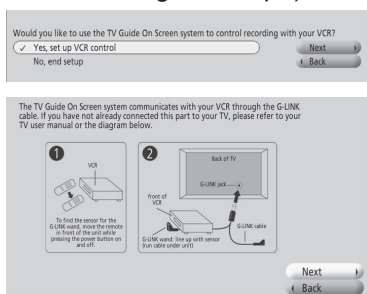 Would you like to use the TV Guide On Screen system to control recording with your VCR?
Yes, set up VCR control
No, end setup
Next
Back
The TV Guide On Screen system communicates with your VCR through the G-LINK
cable. If you have not already connected this part to your TV, please refer to your
TV user manual or the diagram below.
1
VCR
To find the sensor for the
G-LINK wand, move the remote
in front of the unit while
pressing the power button on
and off.
2
Back of TV
G-LINK jack
front of
VCR
G-LINK cable
G-LINK wand: line up with sensor
(run cable under unit)
Next
Back